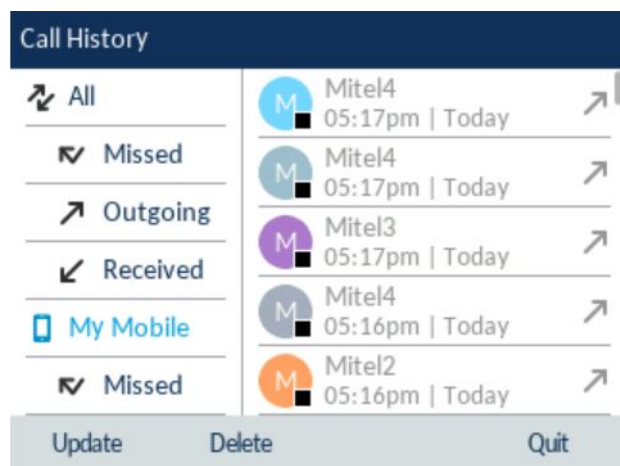 Call History
All
Missed
Outgoing
Received
My Mobile
Missed
M Mitel4
05:17pm | Today
M Mitel4
05:17pm | Today
M Mitel3
05:17pm | Today
M Mitel4
05:16pm | Today
M Mitel2
05:16pm | Today
Update Delete Quit